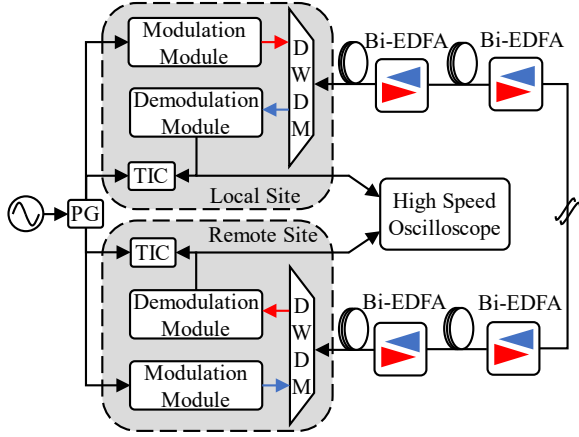 Modulation
Module
Demodulation
Module
TIC
Local Site
D
W
D
M
Bi-EDFA
Bi-EDFA
PG
High Speed
Oscilloscope
Remote Site
TIC
Demodulation
Module
Modulation
Module
D
W
D
M
Bi-EDFA
Bi-EDFA